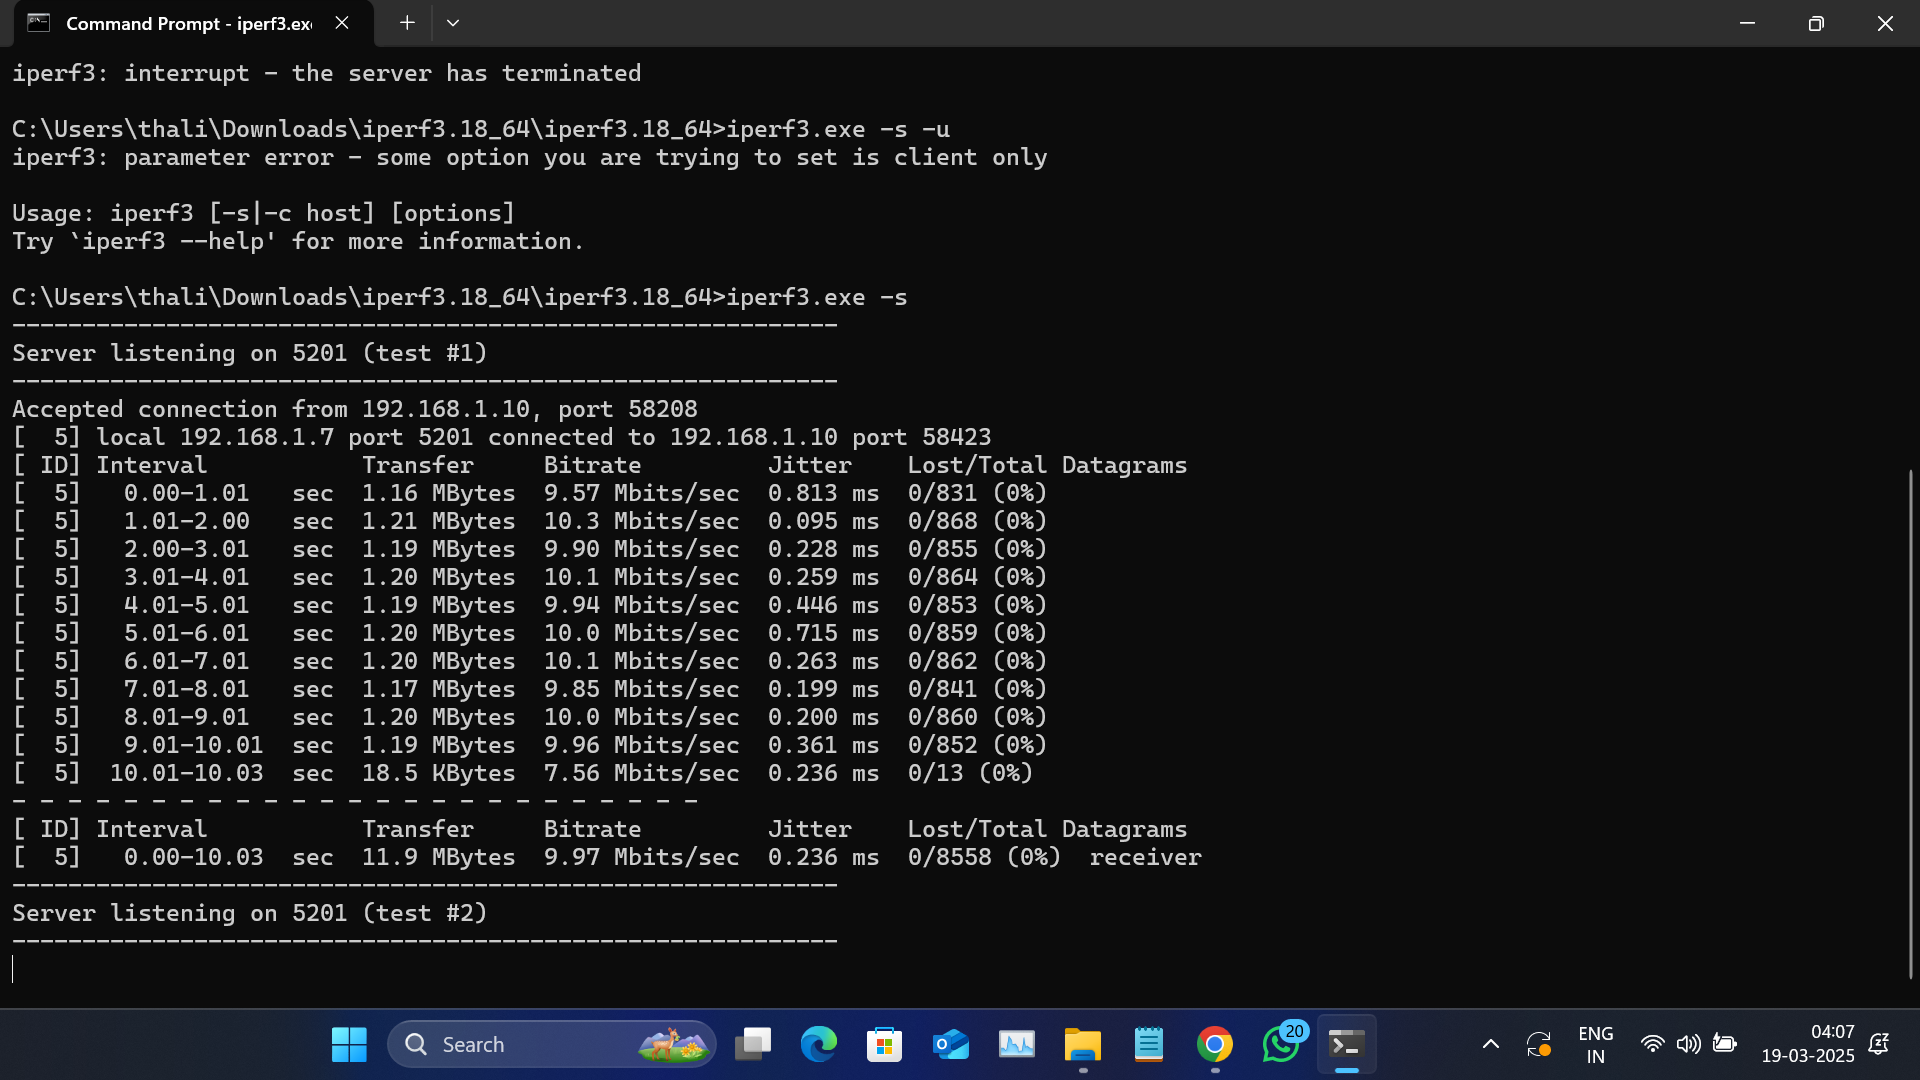 Command Prompt - iperf3.ex
iperf3: interrupt - the server has terminated
C:\Users\thali\Downloads\iperf3.18_64\iperf3.18_64>iperf3.exe -s -u
iperf3: parameter error - some option you are trying to set is client only
Usage: iperf3 [-s|-c host] [options]
Try `iperf3 --help' for more information.
C:\Users\thali\Downloads\iperf3.18_64\iperf3.18_64>iperf3.exe -s
-----------------------------------------------------------
Server listening on 5201 (test #1)
-----------------------------------------------------------
Accepted connection from 192.168.1.10, port 58208
[  5] local 192.168.1.7 port 5201 connected to 192.168.1.10 port 58423
[ ID] Interval           Transfer     Bitrate         Jitter    Lost/Total Datagrams
[  5]   0.00-1.01   sec  1.16 MBytes  9.57 Mbits/sec  0.813 ms  0/831 (0%)
[  5]   1.01-2.00   sec  1.21 MBytes  10.3 Mbits/sec  0.095 ms  0/868 (0%)
[  5]   2.00-3.01   sec  1.19 MBytes  9.90 Mbits/sec  0.228 ms  0/855 (0%)
[  5]   3.01-4.01   sec  1.20 MBytes  10.1 Mbits/sec  0.259 ms  0/864 (0%)
[  5]   4.01-5.01   sec  1.19 MBytes  9.94 Mbits/sec  0.446 ms  0/853 (0%)
[  5]   5.01-6.01   sec  1.20 MBytes  10.0 Mbits/sec  0.715 ms  0/859 (0%)
[  5]   6.01-7.01   sec  1.20 MBytes  10.1 Mbits/sec  0.263 ms  0/862 (0%)
[  5]   7.01-8.01   sec  1.17 MBytes  9.85 Mbits/sec  0.199 ms  0/841 (0%)
[  5]   8.01-9.01   sec  1.20 MBytes  10.0 Mbits/sec  0.200 ms  0/860 (0%)
[  5]   9.01-10.01  sec  1.19 MBytes  9.96 Mbits/sec  0.361 ms  0/852 (0%)
[  5]  10.01-10.03  sec  18.5 KBytes  7.56 Mbits/sec  0.236 ms  0/13 (0%)
- - - - - - - - - - - - - - - - - - - - - - - - -
[ ID] Interval           Transfer     Bitrate         Jitter    Lost/Total Datagrams
[  5]   0.00-10.03  sec  11.9 MBytes  9.97 Mbits/sec  0.236 ms  0/8558 (0%)  receiver
-----------------------------------------------------------
Server listening on 5201 (test #2)
-----------------------------------------------------------
Search
20
ENG
IN
04:07
19-03-2025